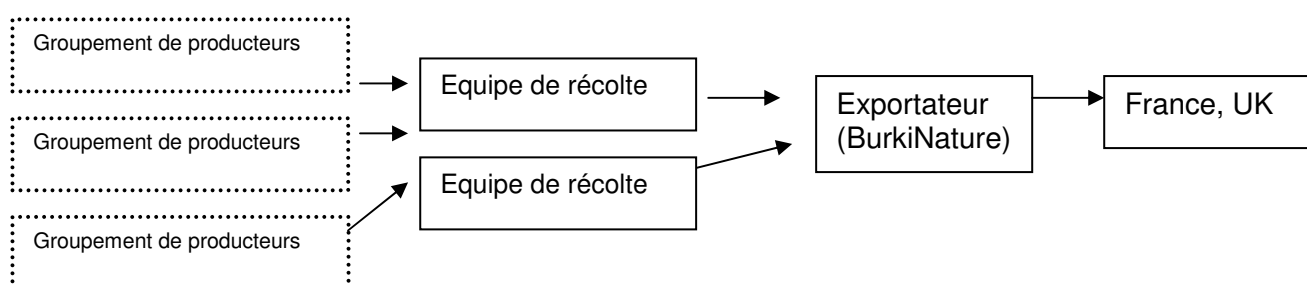 Groupement de producteurs
Groupement de producteurs
Groupement de producteurs
Equipe de récolte
Equipe de récolte
Exportateur
(BurkiNature)
France, UK